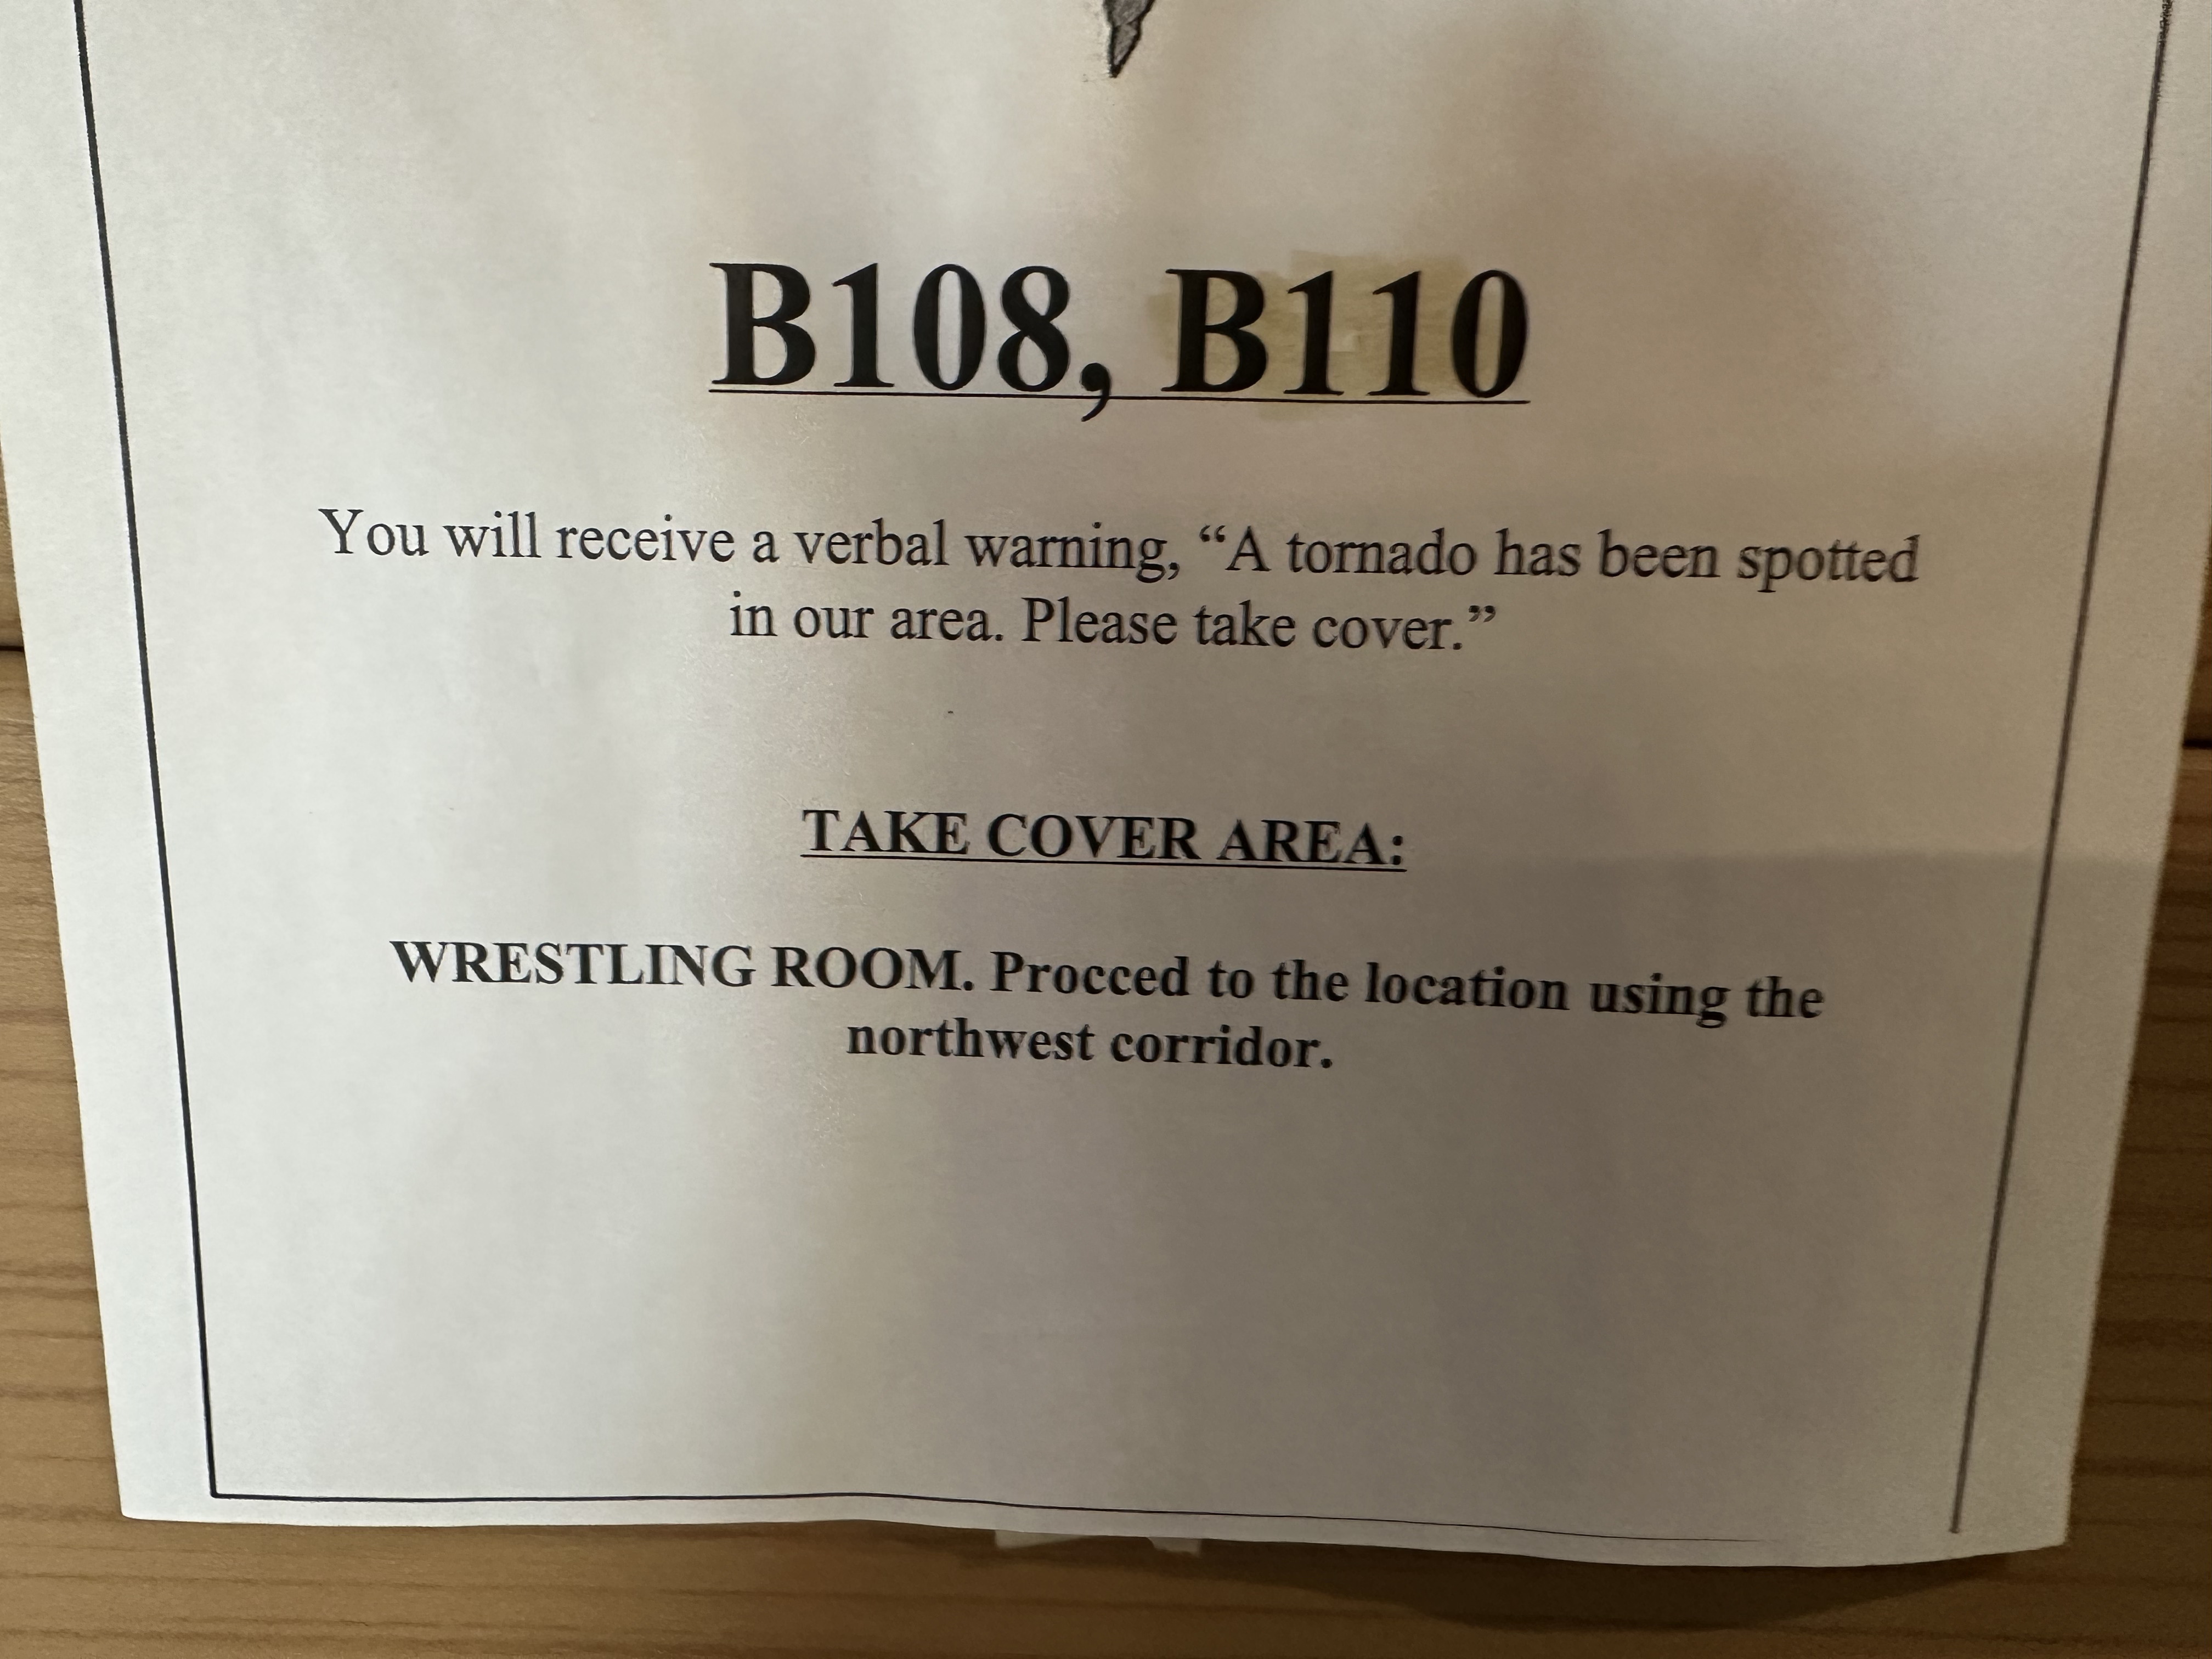 B108, B110
You will receive a verbal warning, “A tornado has been spotted
in our area. Please take cover.”
TAKE COVER AREA:
WRESTLING ROOM. Procced to the location using the
northwest corridor.